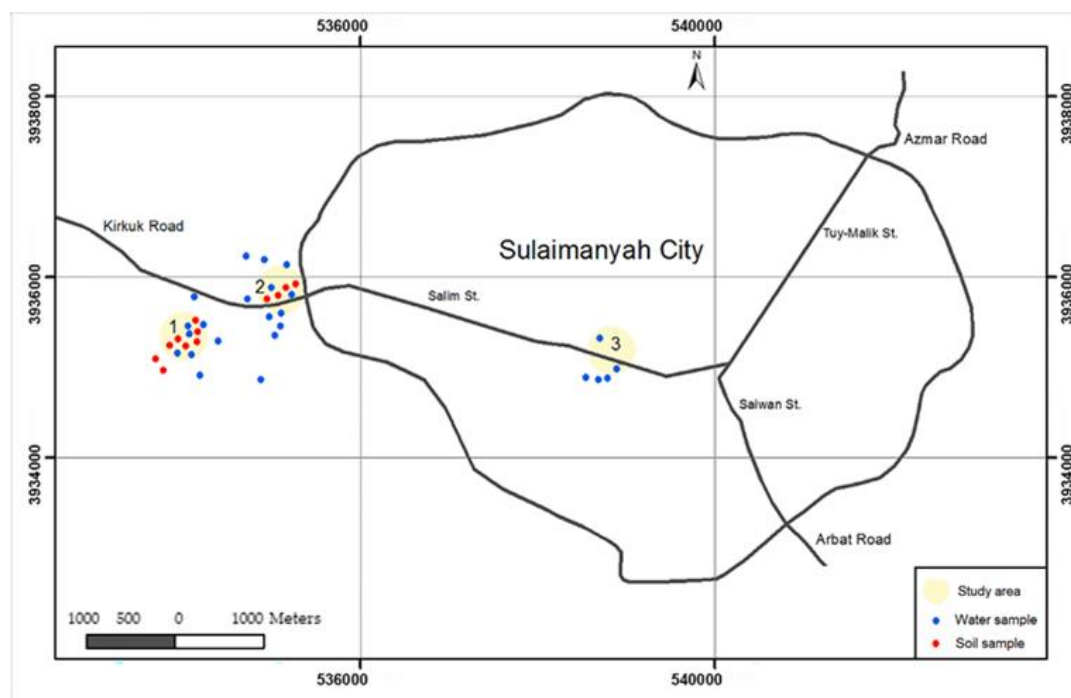 536000
540000
N
3938000
3938000
Azmar Road
Kirkuk Road
Tuy-Malik St.
Sulaimanyah City
3936000
3936000
2
Salim St.
1
3
Salwan St.
3934000
3934000
Arbat Road
Study area
1000 500 0 1000 Meters
Water sample
Soil sample
536000
540000